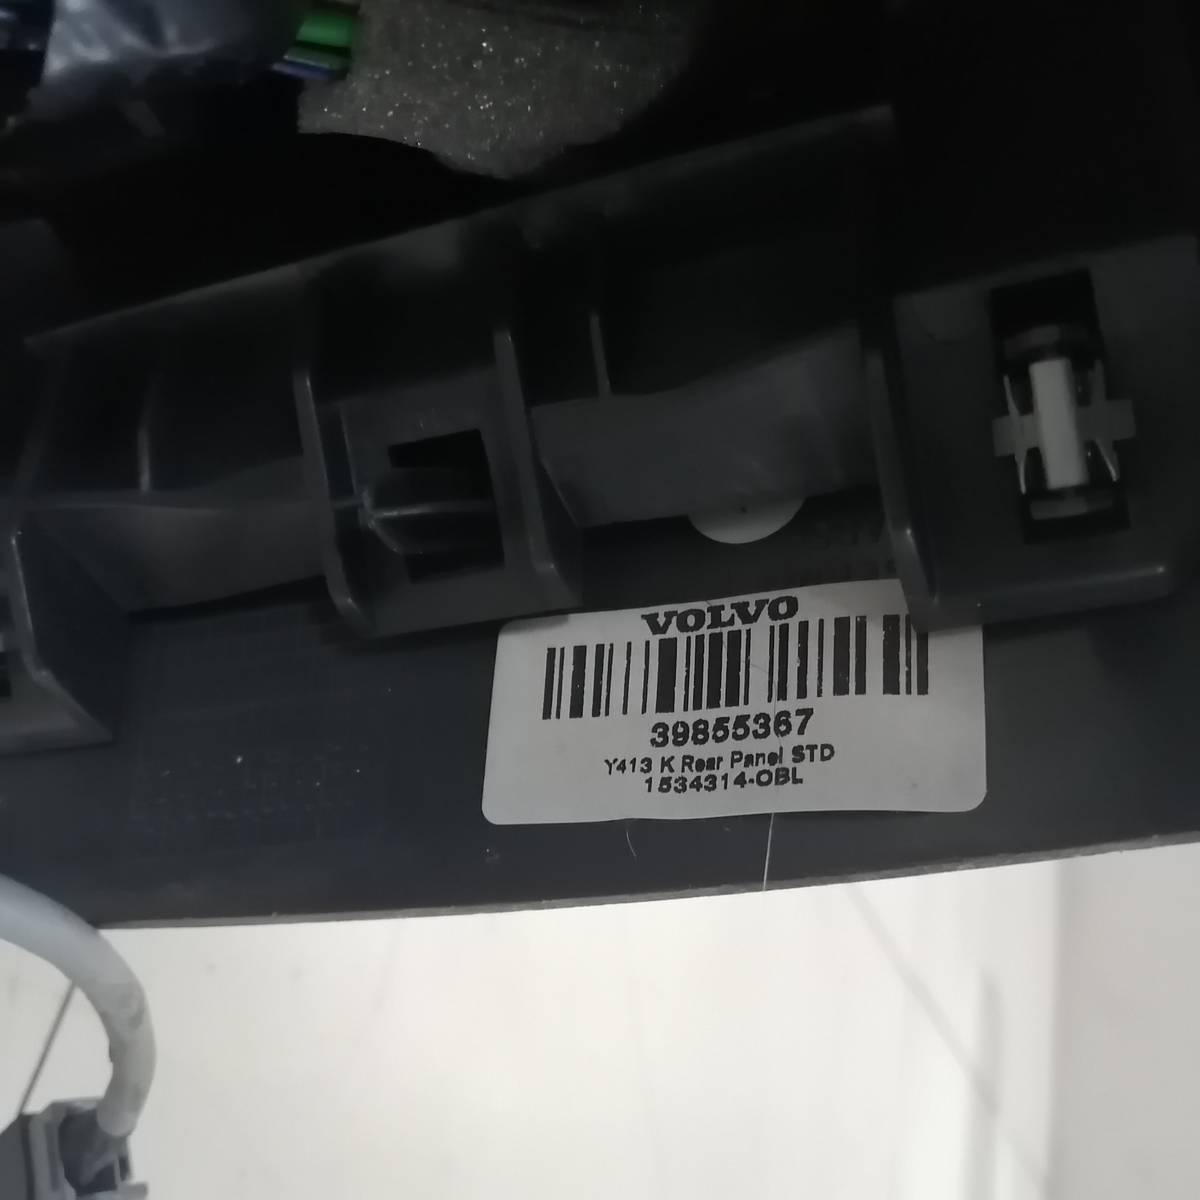 VOLVO
39855367
Y413 K Rear Panel STD
1534314-OBL